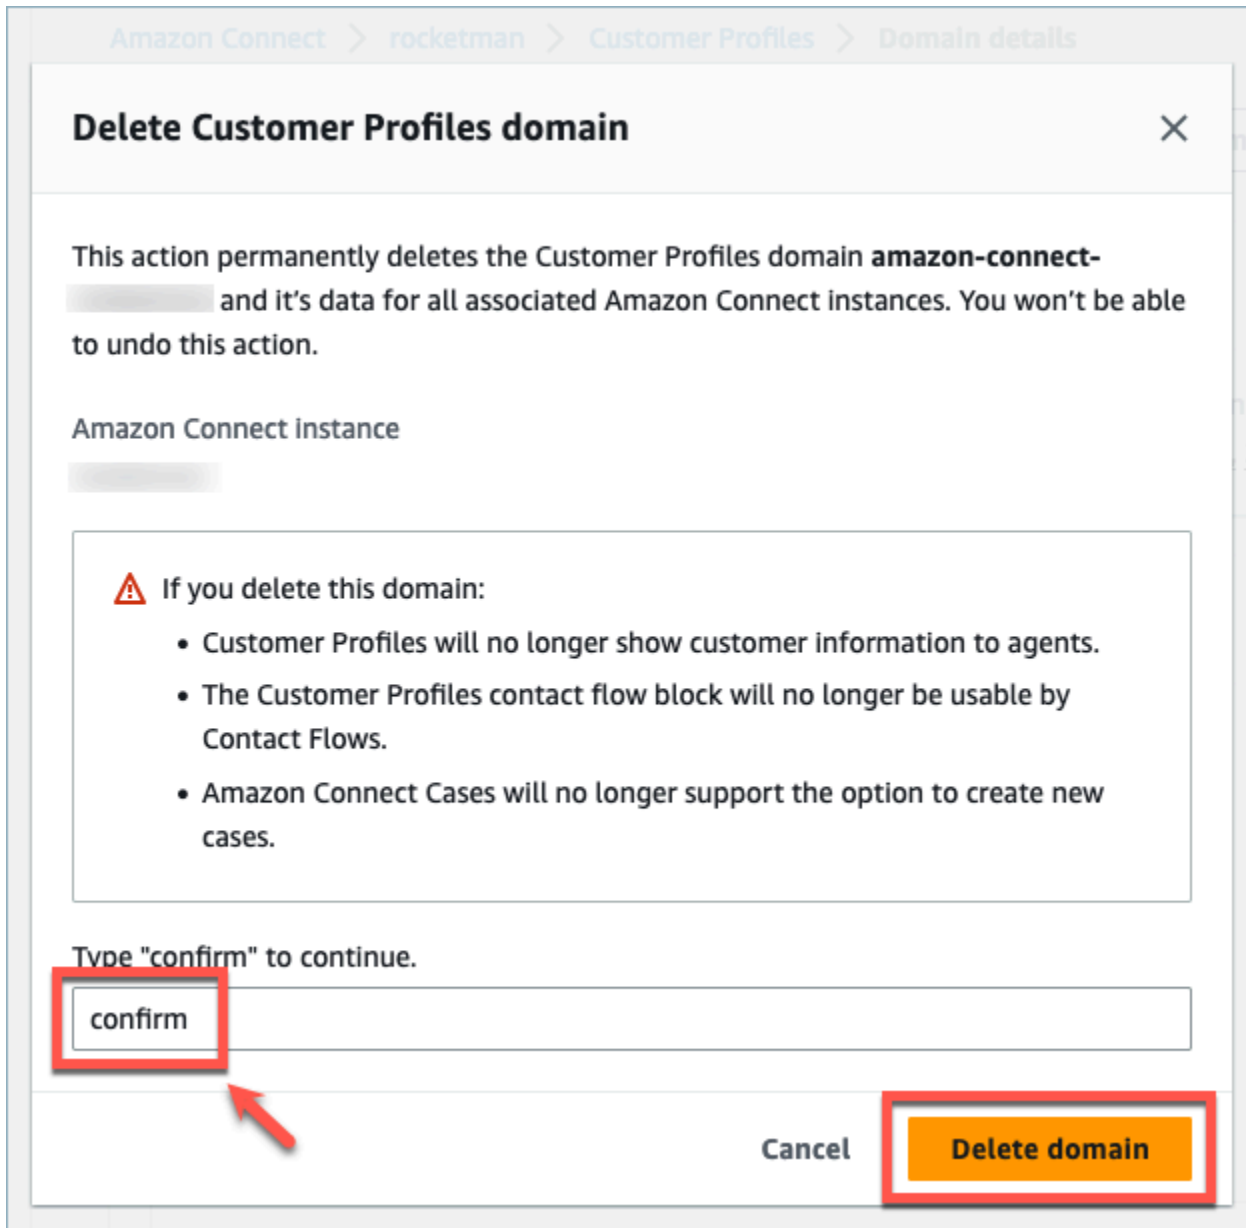 Amazon Connect > rocketman > Customer Profiles > Domain details
Delete Customer Profiles domain
This action permanently deletes the Customer Profiles domain amazon-connect-
and it’s data for all associated Amazon Connect instances. You won’t be able
to undo this action.
Amazon Connect instance
If you delete this domain:
• Customer Profiles will no longer show customer information to agents.
• The Customer Profiles contact flow block will no longer be usable by
Contact Flows.
• Amazon Connect Cases will no longer support the option to create new
cases.
Type "confirm" to continue.
confirm
Cancel
Delete domain